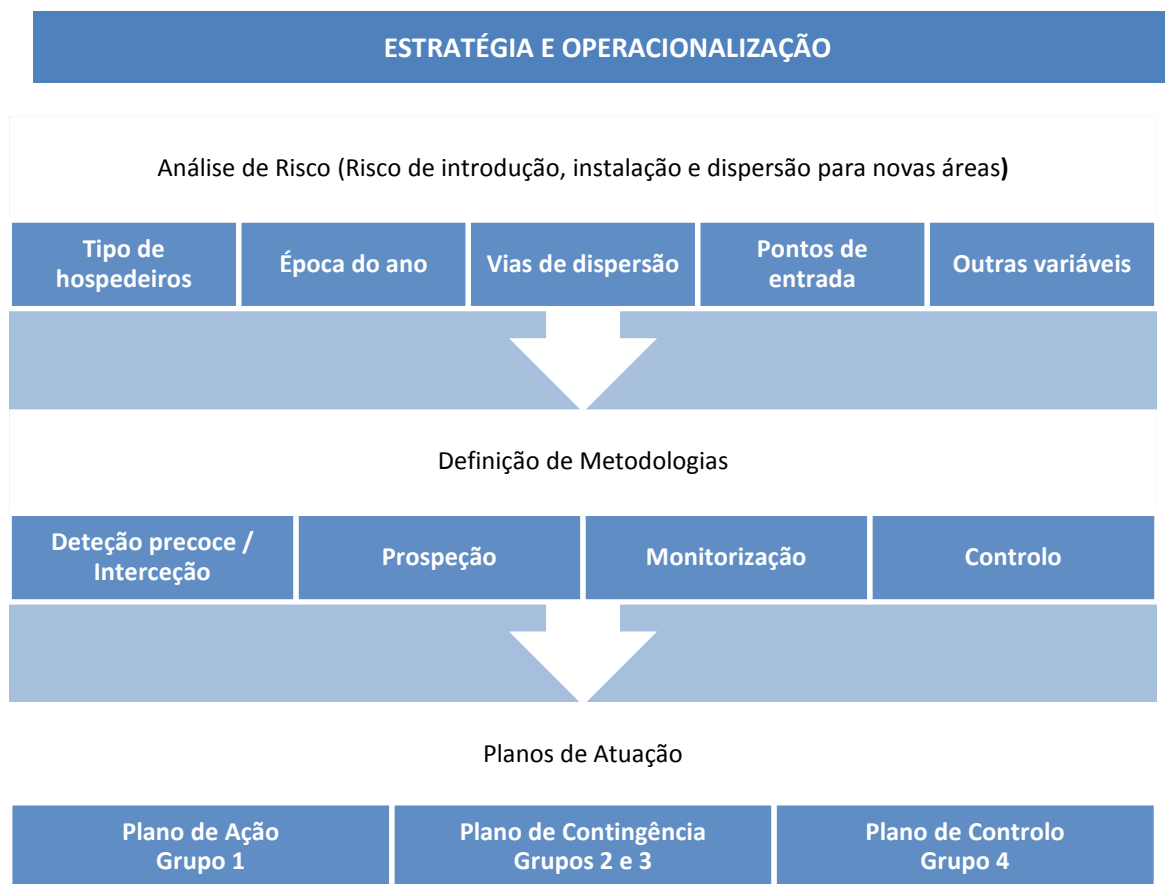 ESTRATÉGIA E OPERACIONALIZAÇÃO
Análise de Risco (Risco de introdução, instalação e dispersão para novas áreas)
Tipo de
hospedeiros
Época do ano
Vias de dispersão
Pontos de
entrada
Outras variáveis
Definição de Metodologias
Deteção precoce /
Interceção
Prospeção
Monitorização
Controlo
Planos de Atuação
Plano de Ação
Grupo 1
Plano de Contingência
Grupos 2 e 3
Plano de Controlo
Grupo 4